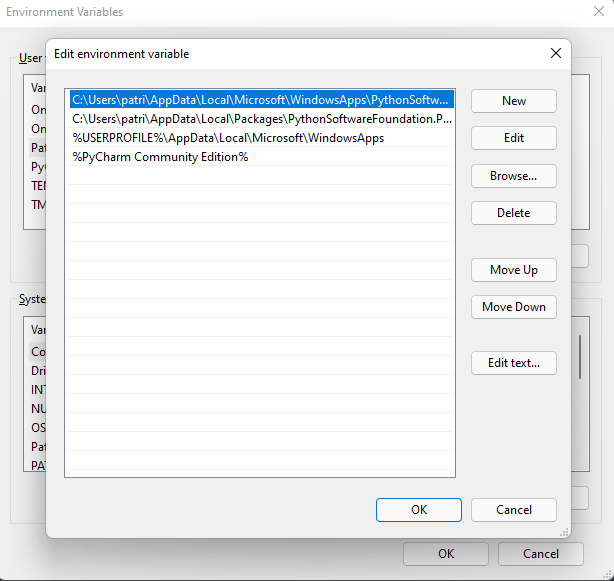 Environment Variables
User
Edit environment variable
C:\Users\patri\AppData\Local\Microsoft\WindowsApps\PythonSoftw...
C:\Users\patri\AppData\Local\Packages\PythonSoftwareFoundation.P...
%USERPROFILE%\AppData\Local\Microsoft\WindowsApps
%PyCharm Community Edition%
New
Edit
Browse...
Delete
Move Up
Move Down
Edit text...
OK
Cancel
Var
On
On
Pat
PyC
TEM
TM
Syste
Var
Co
Dri
INT
NU
OS
Pat
PAT
OK
Cancel